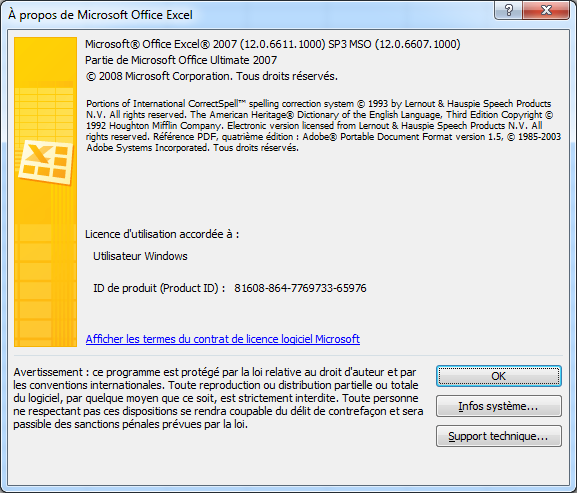 À propos de Microsoft Office Excel
Microsoft® Office Excel® 2007 (12.0.6611.1000) SP3 MSO (12.0.6607.1000)
Partie de Microsoft Office Ultimate 2007
© 2008 Microsoft Corporation. Tous droits réservés.
Portions of International CorrectSpell™ spelling correction system © 1993 by Lernout & Hauspie Speech Products
N.V. All rights reserved. The American Heritage® Dictionary of the English Language, Third Edition Copyright ©
1992 Houghton Mifflin Company. Electronic version licensed from Lernout & Hauspie Speech Products N.V. All
rights reserved. Référence PDF, quatrième édition : Adobe® Portable Document Format version 1.5, © 1985-2003
Adobe Systems Incorporated. Tous droits réservés.
Licence d'utilisation accordée à :
Utilisateur Windows
ID de produit (Product ID) : 81608-864-7769733-65976
Afficher les termes du contrat de licence logiciel Microsoft
Avertissement : ce programme est protégé par la loi relative au droit d'auteur et par
les conventions internationales. Toute reproduction ou distribution partielle ou totale
du logiciel, par quelque moyen que ce soit, est strictement interdite. Toute personne
ne respectant pas ces dispositions se rendra coupable du délit de contrefaçon et sera
passible des sanctions pénales prévues par la loi.
OK
Infos système...
Support technique...